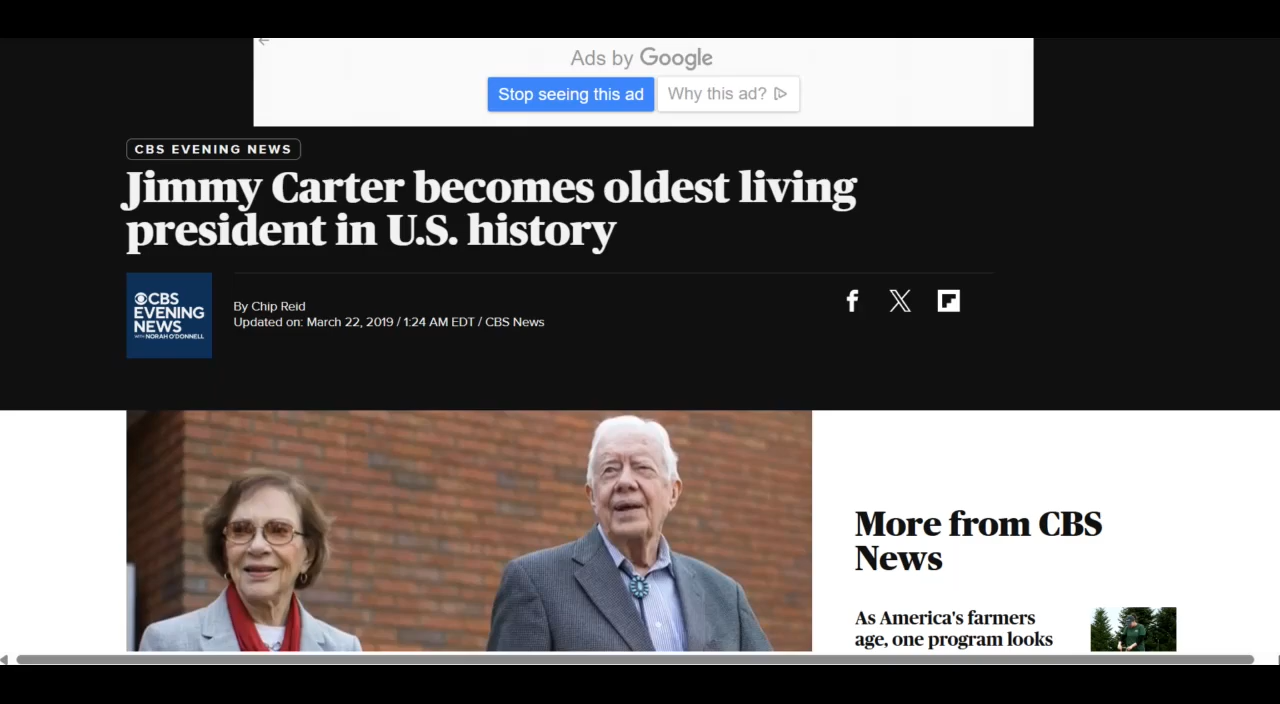 Ads by Google
Stop seeing this ad
Why this ad?
CBS EVENING NEWS
Jimmy Carter becomes oldest living
president in U.S. history
CBS
EVENING
NEWS
WITH NORAH O'DONNELL
By Chip Reid
Updated on: March 22, 2019 / 1:24 AM EDT / CBS News
More from CBS
News
As America's farmers
age, one program looks